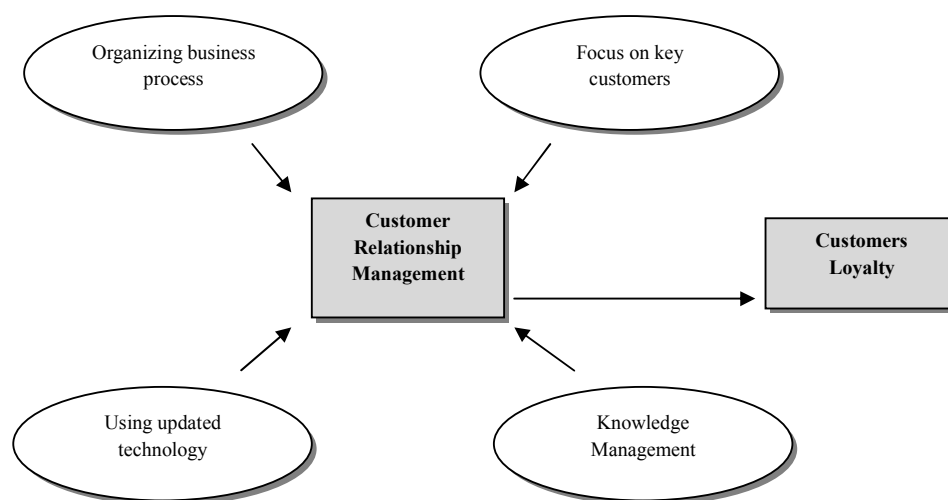 Organizing business
process
Focus on key
customers
Customer
Relationship
Management
Customers
Loyalty
Using updated
technology
Knowledge
Management